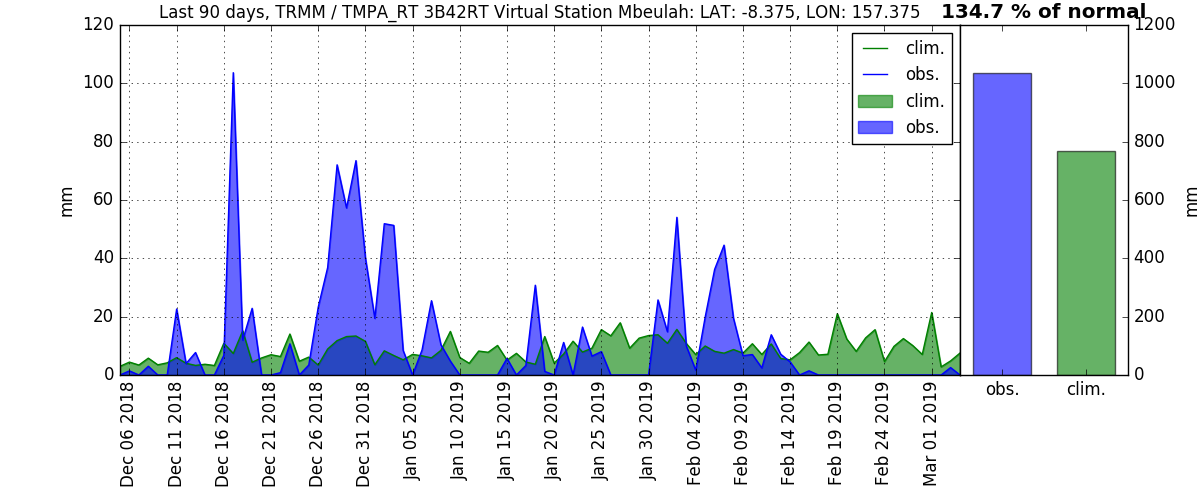 Last 90 days, TRMM / TMPA_RT 3B42RT Virtual Station Mbeulah: LAT: -8.375, LON: 157.375
134.7 % of normal
120
100
80
60
40
20
0
mm
clim.
obs.
clim.
obs.
1200
1000
800
600
400
200
0
mm
obs.
clim.
Dec 06 2018
Dec 11 2018
Dec 16 2018
Dec 21 2018
Dec 26 2018
Dec 31 2018
Jan 05 2019
Jan 10 2019
Jan 15 2019
Jan 20 2019
Jan 25 2019
Jan 30 2019
Feb 04 2019
Feb 09 2019
Feb 14 2019
Feb 19 2019
Feb 24 2019
Mar 01 2019